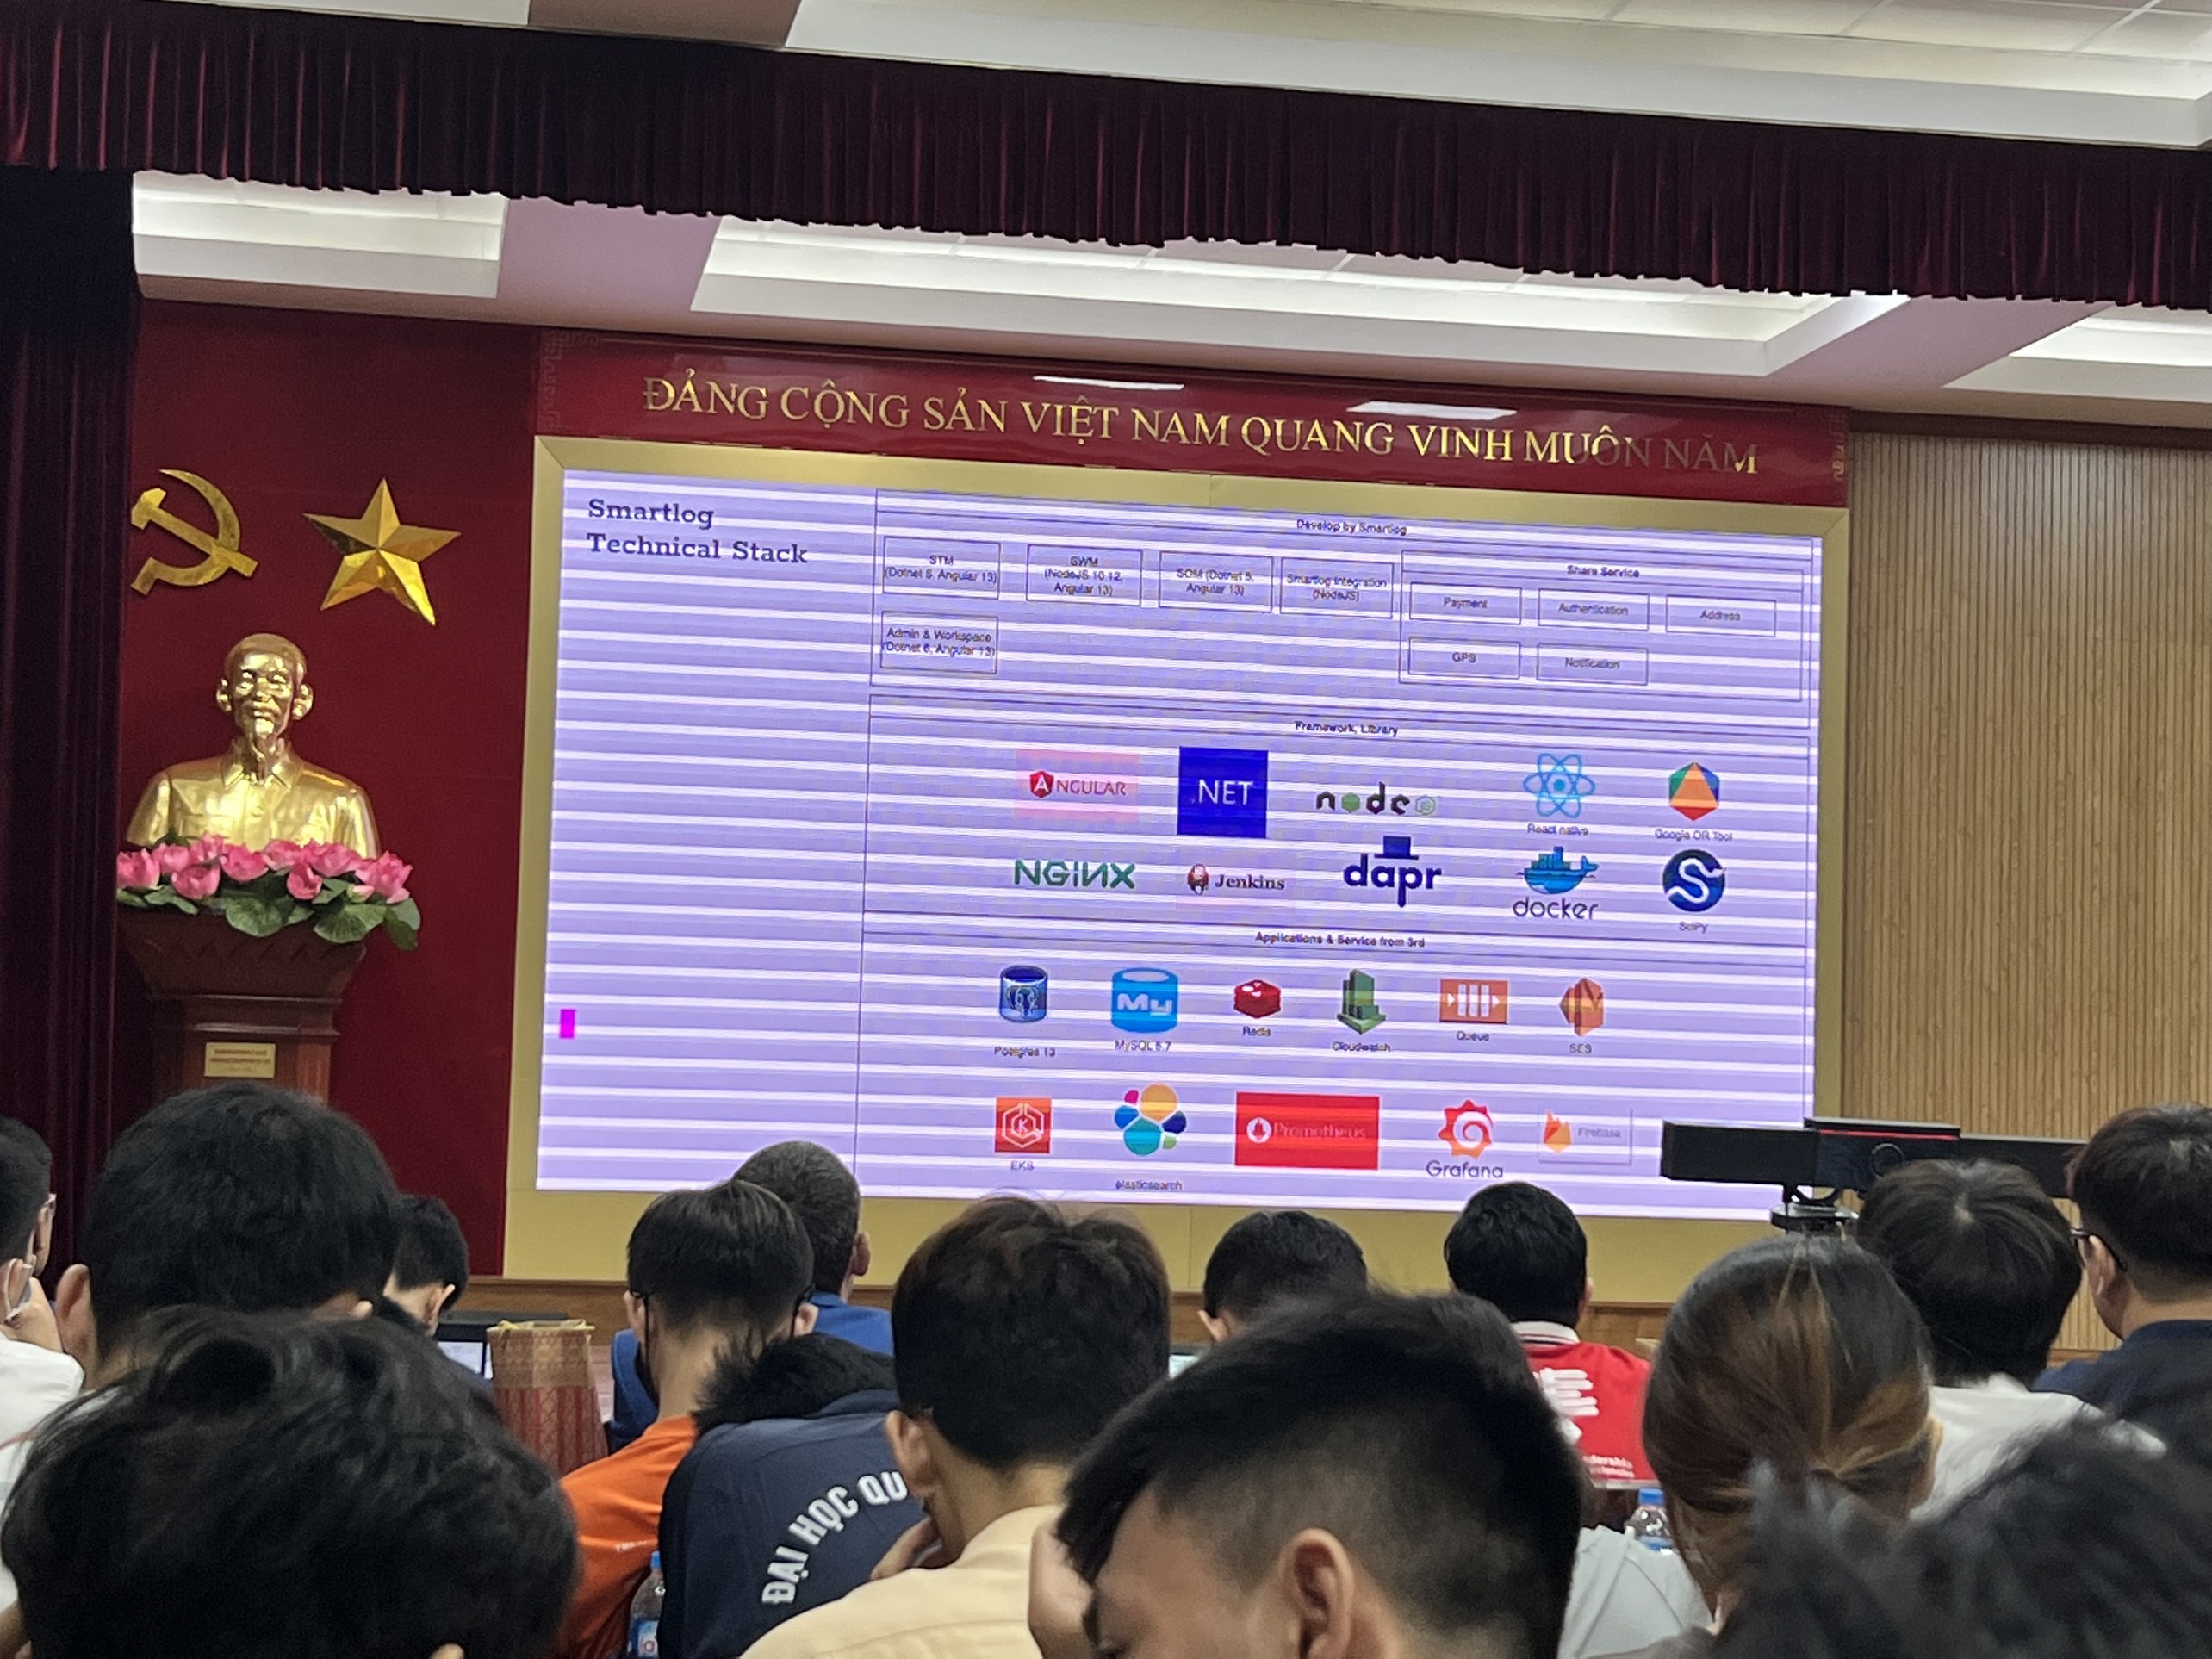 ĐẢNG CỘNG SẢN VIỆT NAM QUANG VINH MUÔN NĂM
Smartlog
Technical Stack
Develop by Smartlog
STM
(Dotnet 5, Angular 13)
SWM
(NodeJS 10,12,
Angular 13)
SOM (Dotnet 5,
Angular 13)
Smartlog Integration
(NodeJS)
Admin & Workspace
(Dotnet 6, Angular 13)
Share Service
Payment
Authentication
Address
GPS
Notification
Framework, Library
ANGULAR
.NET
node
React native
Google OR Tool
NGINX
Jenkins
dapr
docker
SciPy
Applications & Service from 3rd
Postgres 13
My
MySQL 5.7
Redis
Cloudwatch
Queue
SES
K
EKS
elasticsearch
Prometheus
Grafana
Firebase
ĐẠI HỌC QU